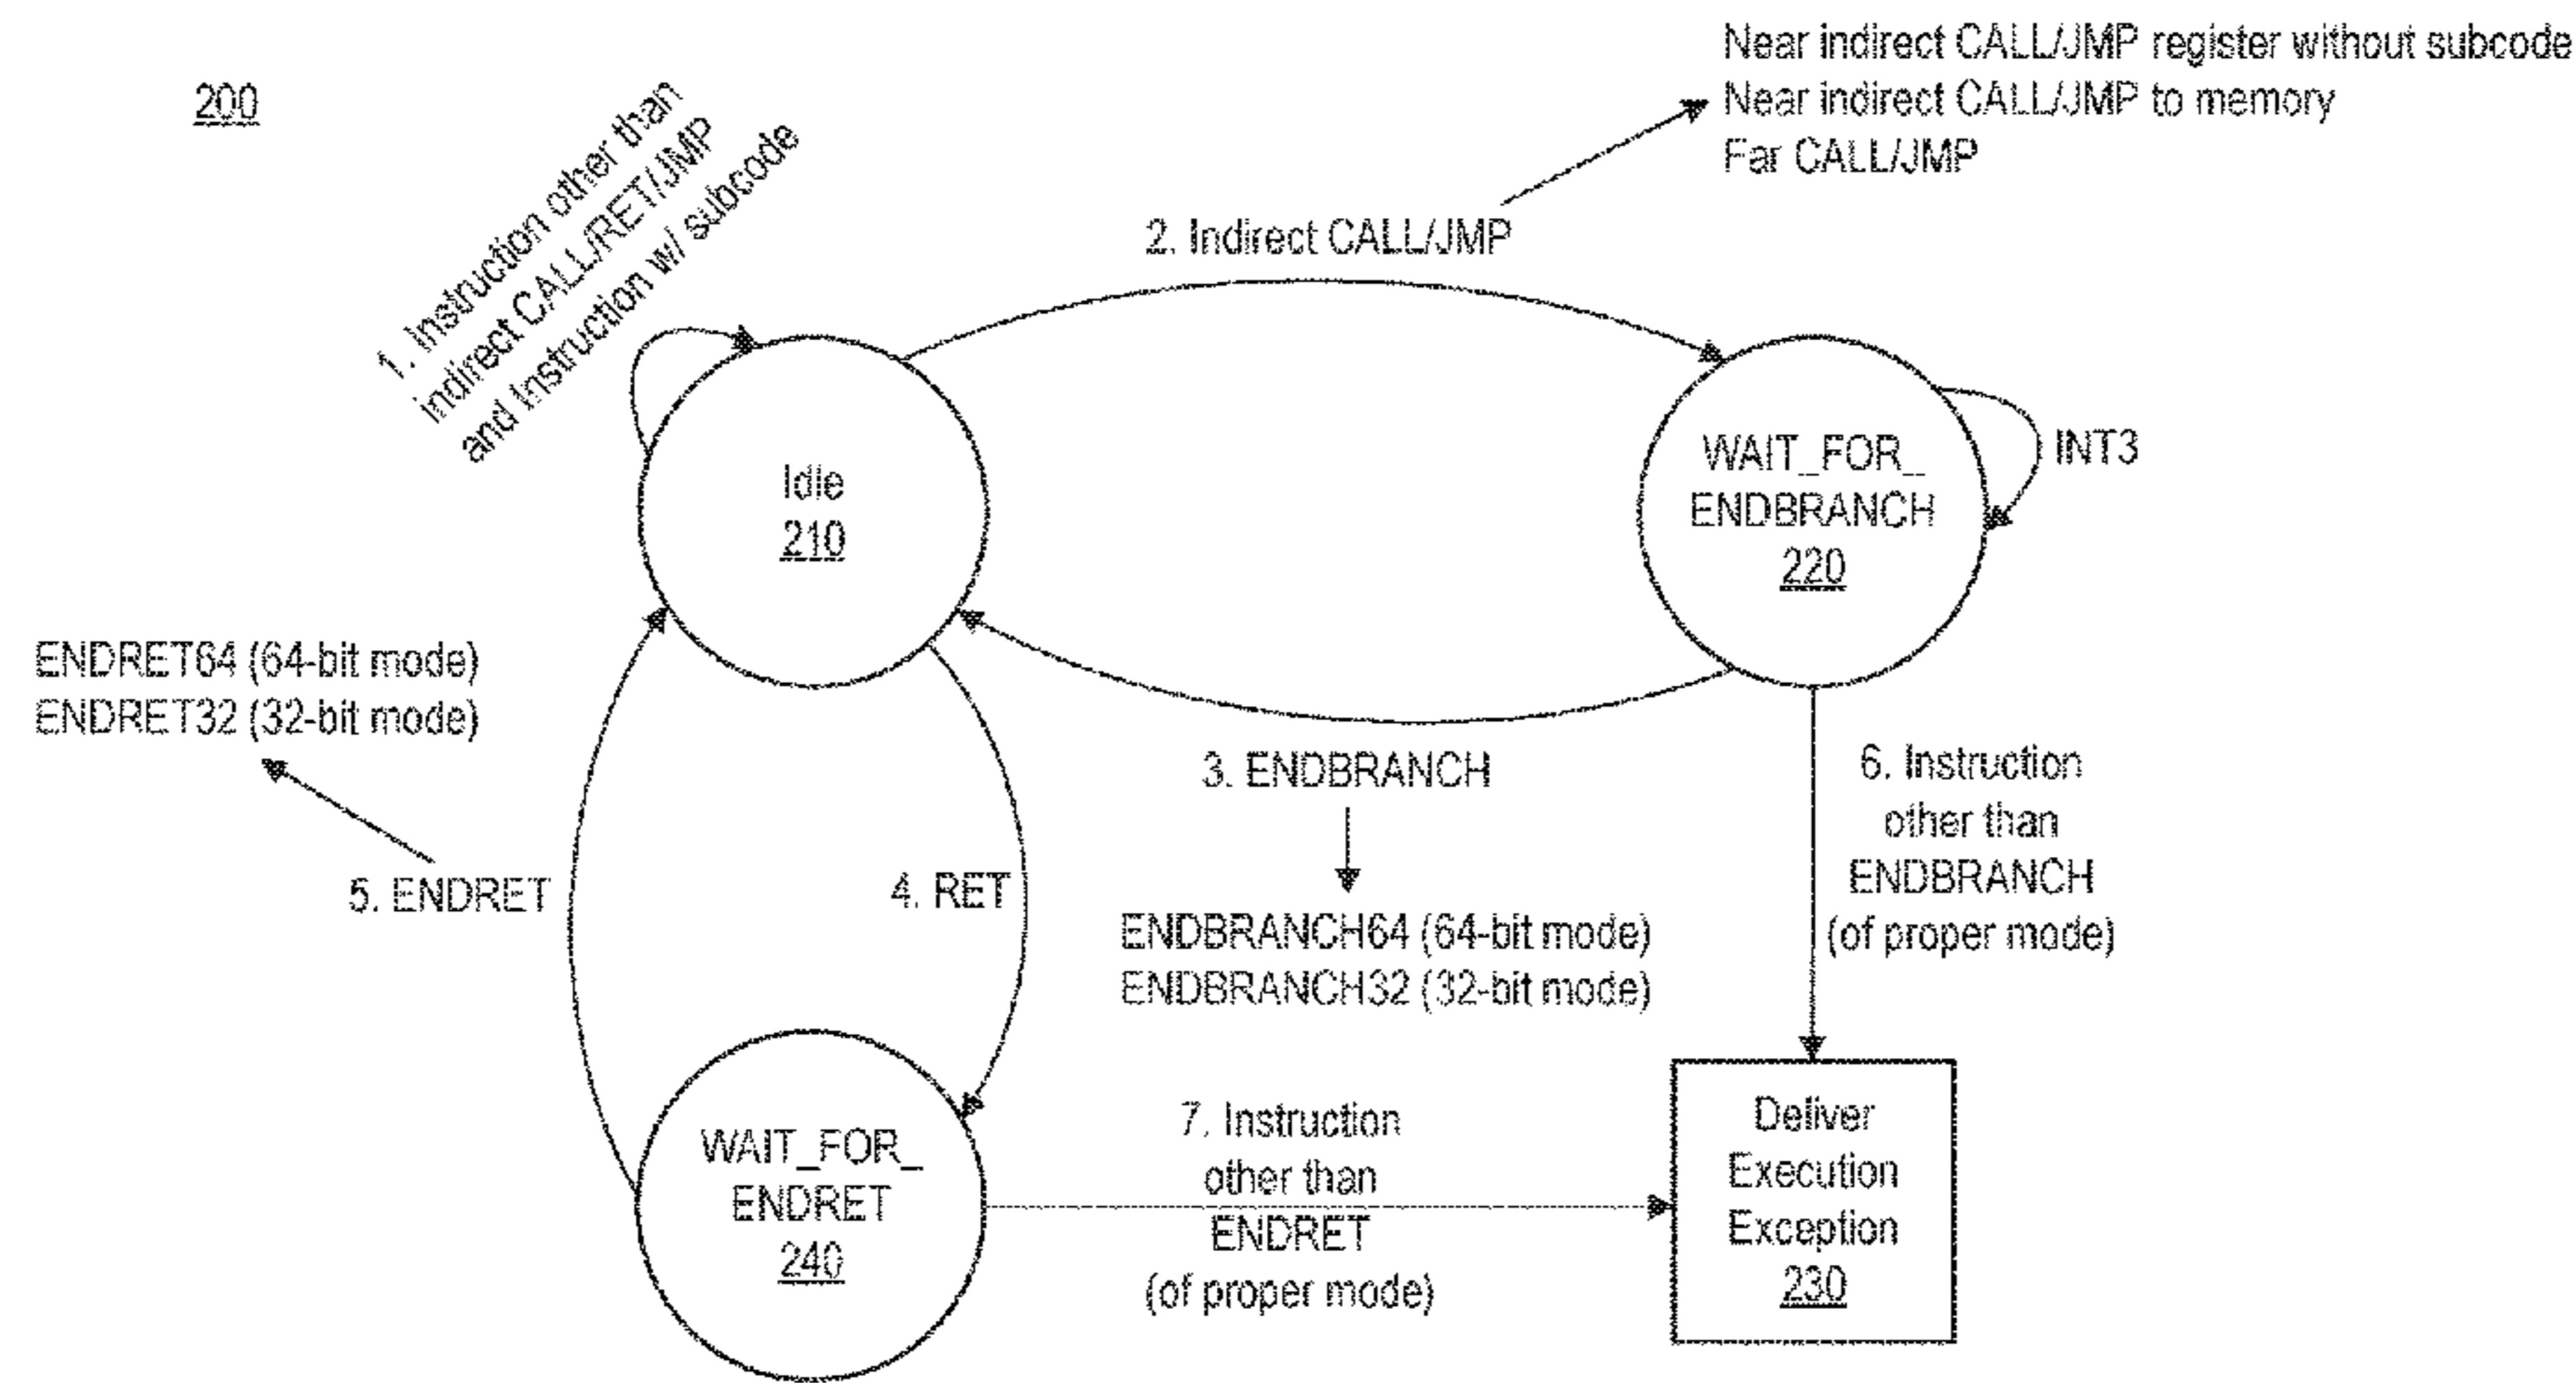 200
Near indirect CALL/JMP register without subcode
Near indirect CALL/JMP to memory
Far CALL/JMP
1. Instruction other than
indirect CALL/RET/JMP
and Instruction w/ subcode
2. Indirect CALL/JMP
Idle
210
WAIT_FOR_
ENDBRANCH
220
INT3
ENDRET64 (64-bit mode)
ENDRET32 (32-bit mode)
5. ENDRET
4. RET
3. ENDBRANCH
ENDBRANCH64 (64-bit mode)
ENDBRANCH32 (32-bit mode)
6. Instruction
other than
ENDBRANCH
(of proper mode)
WAIT_FOR_
ENDRET
240
7. Instruction
other than
ENDRET
(of proper mode)
Deliver
Execution
Exception
230